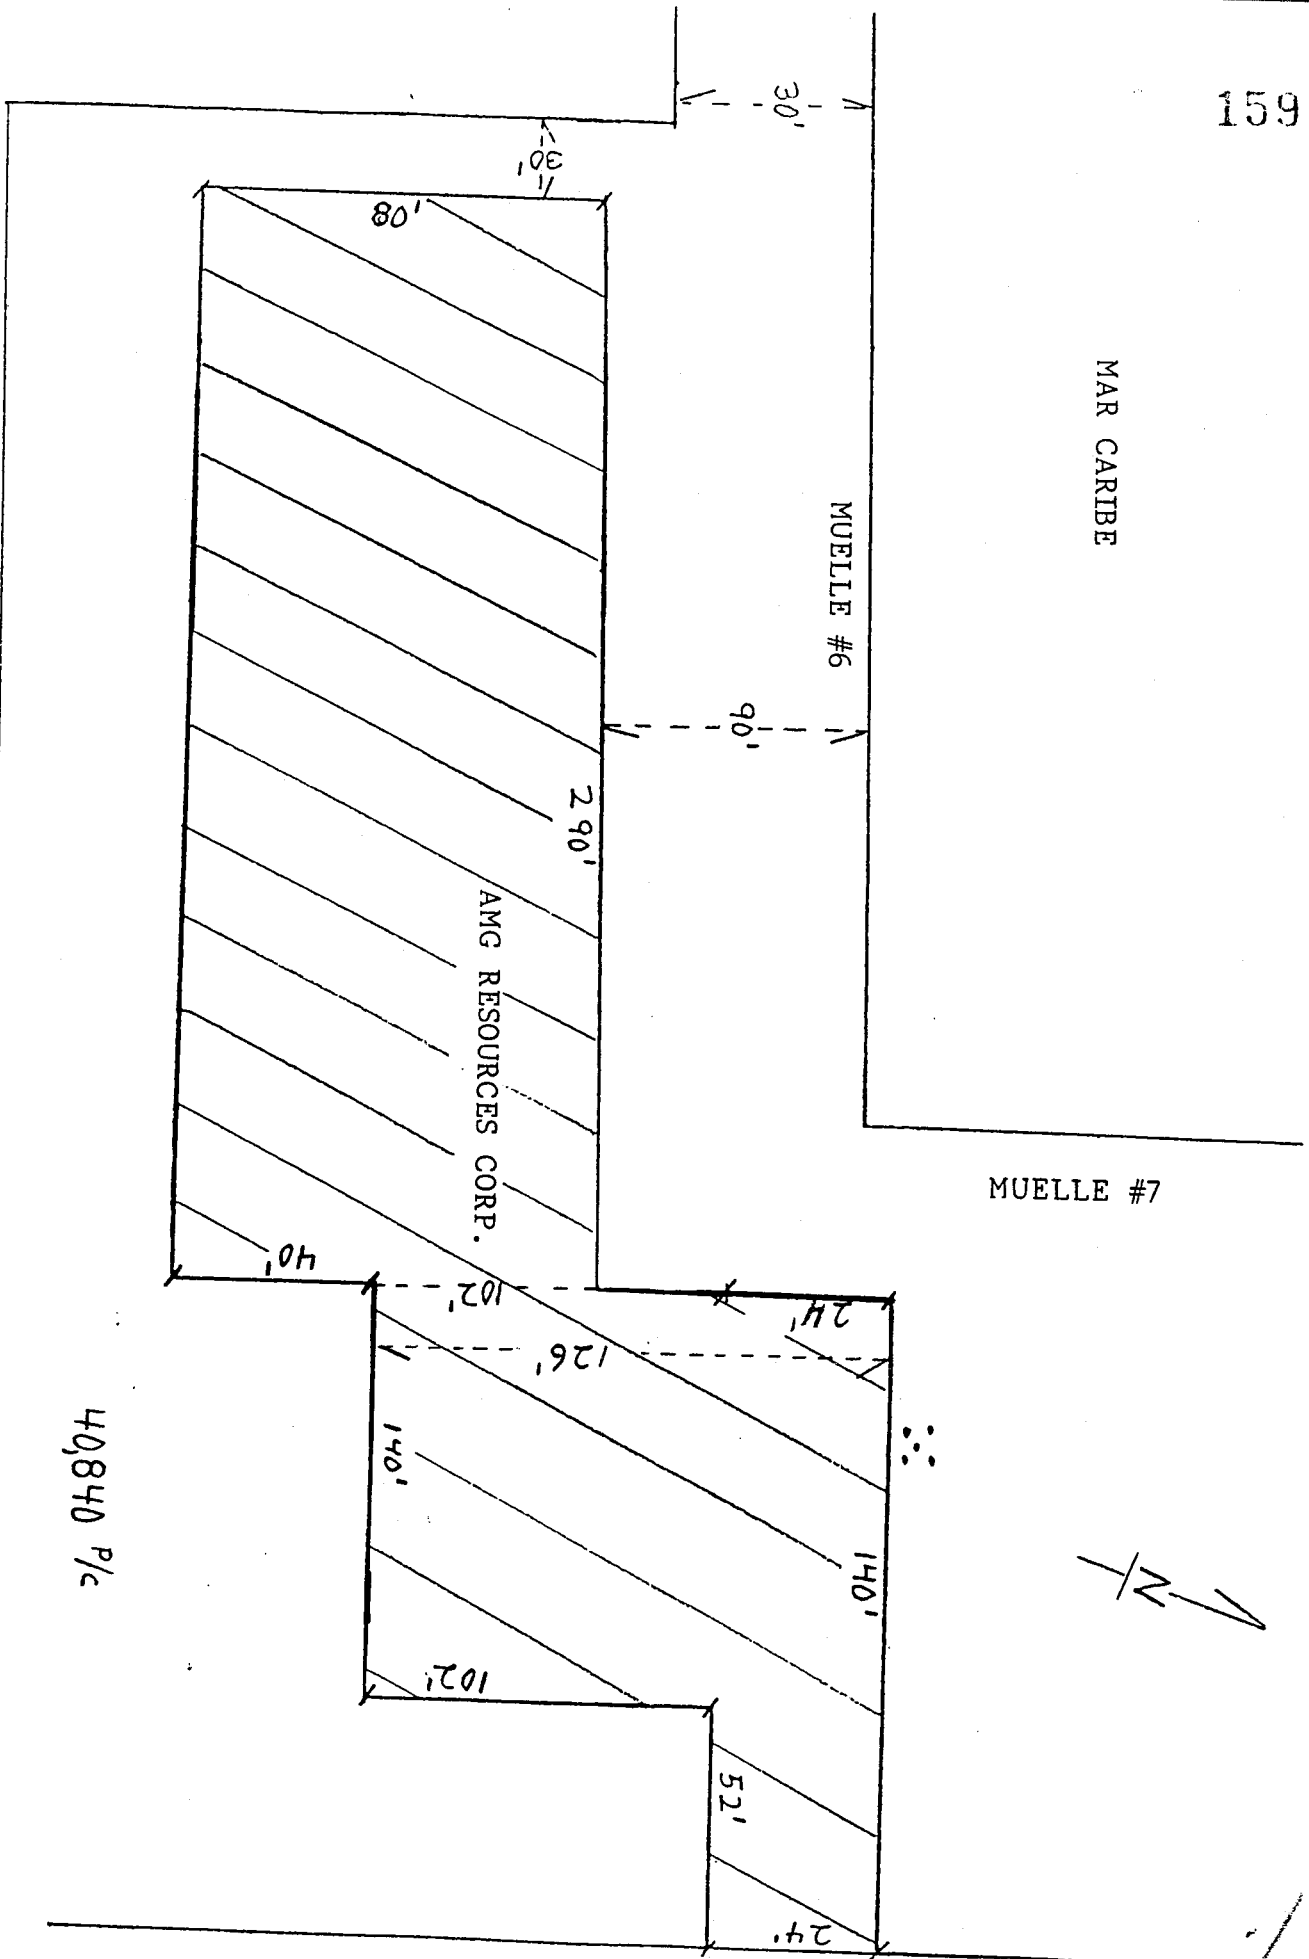 159
MAR CARIBE
MUELLE #6
MUELLE #7
30'
30'
80'
90'
290'
AMG RESOURCES CORP.
40'
102'
24'
126'
140'
140'
102'
52'
24'
N
40,840 P/c